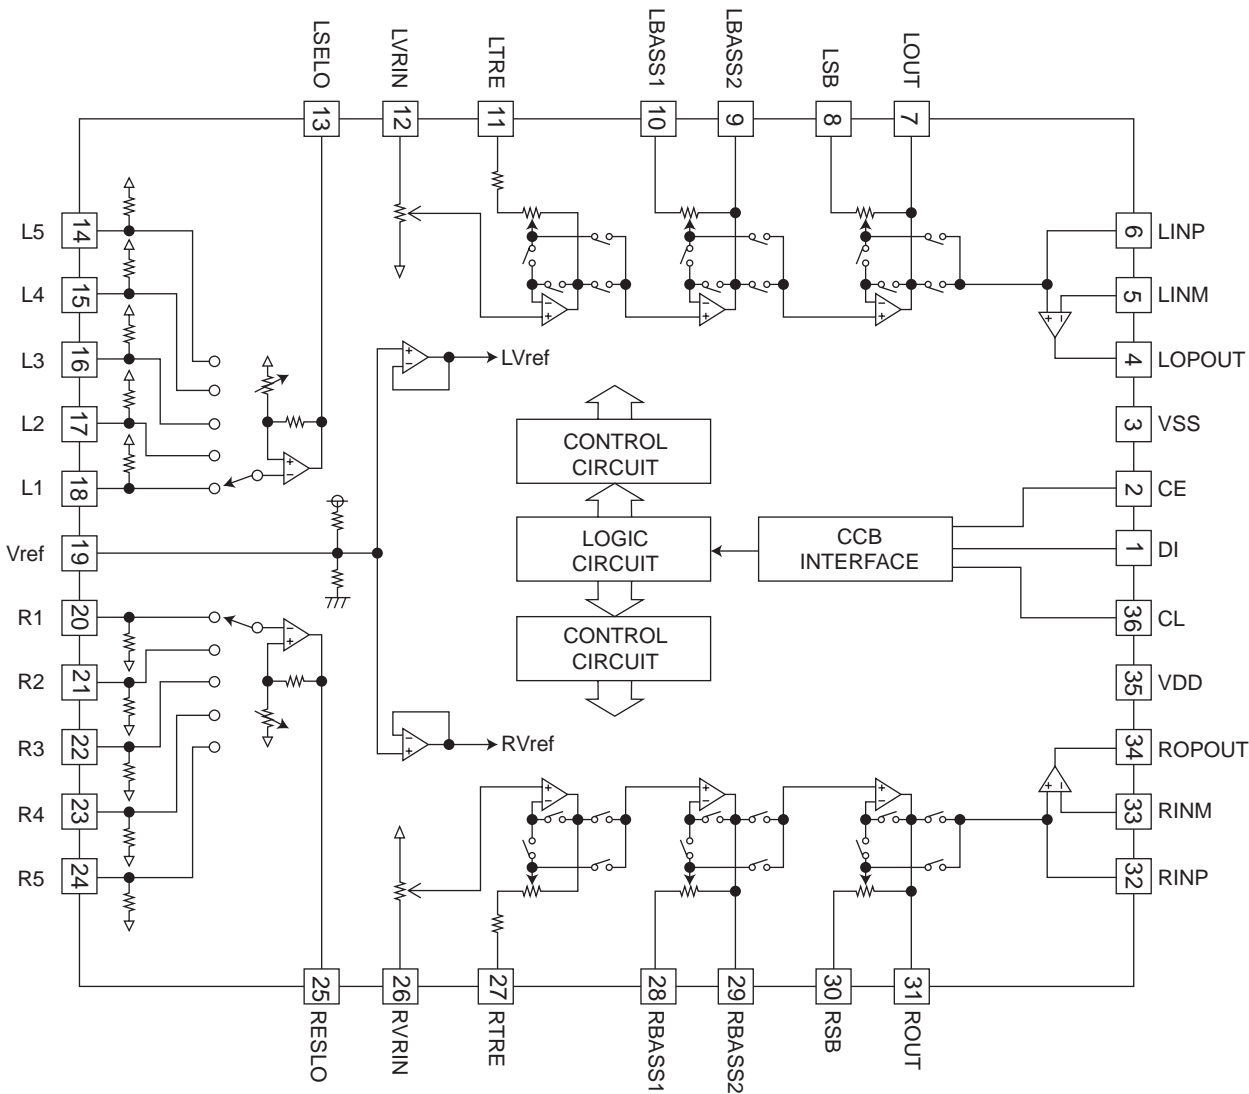 LSELO
LVRIN
LTRE
LBASS1
LBASS2
LSB
LOUT
13
12
11
10
9
8
7
L5 14
L4 15
L3 16
L2 17
L1 18
Vref 19
R1 20
R2 21
R3 22
R4 23
R5 24
6 LINP
5 LINM
4 LOPOUT
3 VSS
2 CE
1 DI
36 CL
35 VDD
34 ROPOUT
33 RINM
32 RINP
LVref
CONTROL
CIRCUIT
LOGIC
CIRCUIT
CCB
INTERFACE
CONTROL
CIRCUIT
RVref
25
26
27
28
29
30
31
RESLO
RVRIN
RTRE
RBASS1
RBASS2
RSB
ROUT